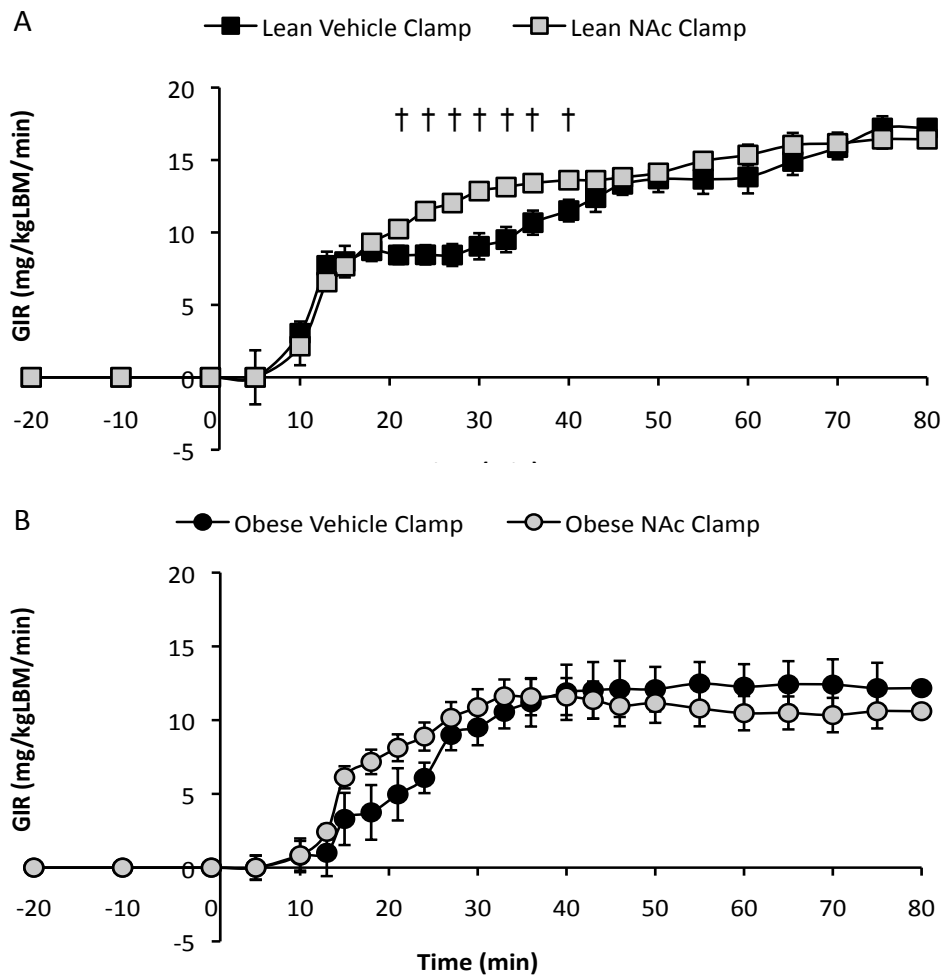 A
Lean Vehicle Clamp Lean NAc Clamp
GIR (mg/kgLBM/min)
20
15
10
5
0
-5
† † † † † † †
-20 -10 0 10 20 30 40 50 60 70 80
B
Obese Vehicle Clamp Obese NAc Clamp
GIR (mg/kgLBM/min)
20
15
10
5
0
-5
-20 -10 0 10 20 30 40 50 60 70 80
Time (min)